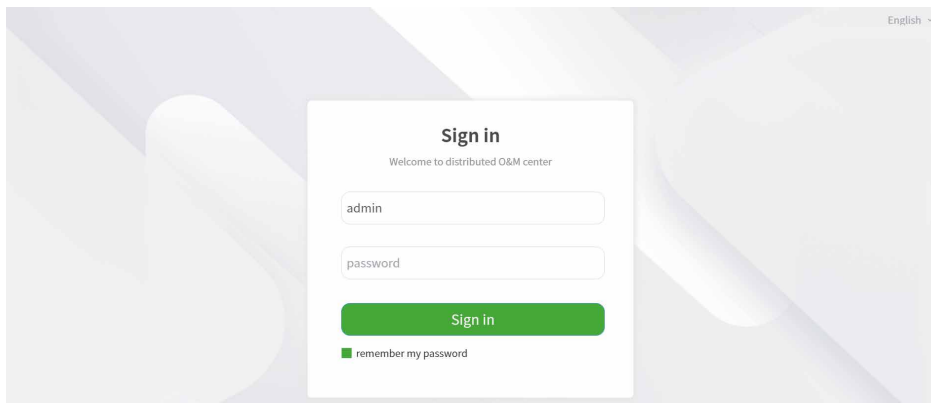 English
Sign in
Welcome to distributed O&M center
admin
password
Sign in
remember my password